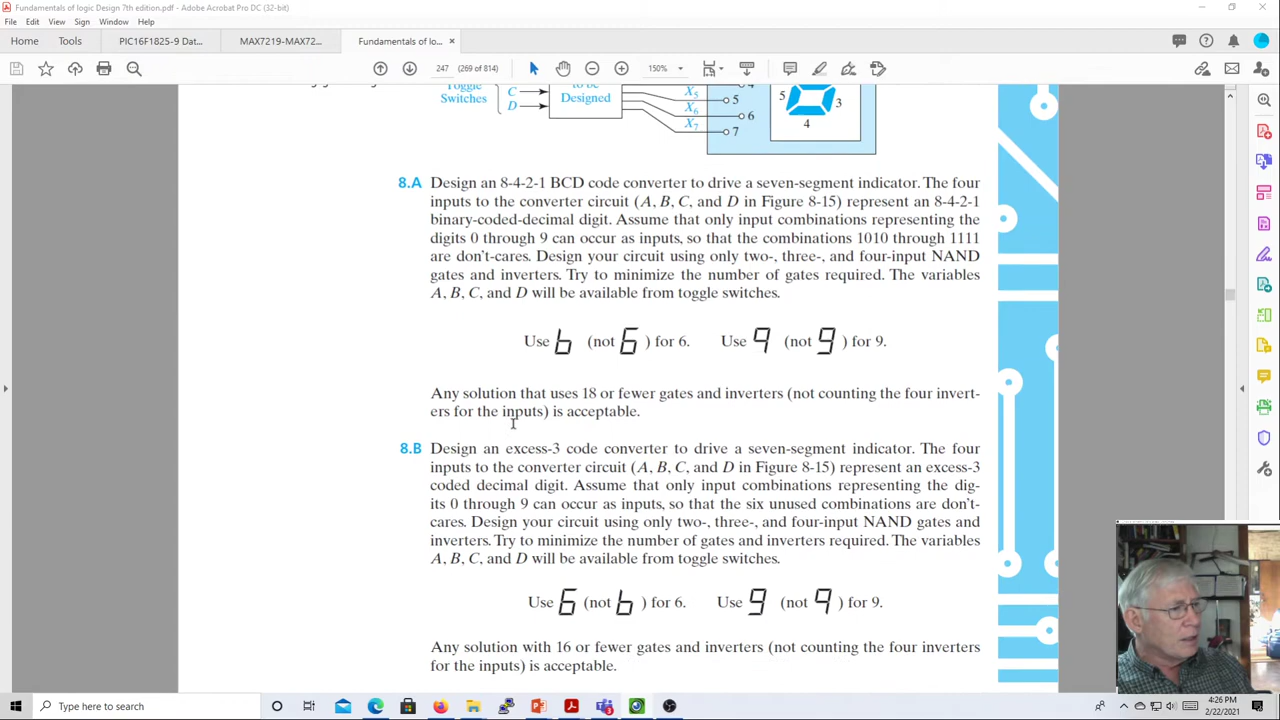 Fundamentals of logic Design 7th edition.pdf - Adobe Acrobat Pro DC (32-bit)
File Edit View Sign Window Help
Home Tools PIC16F1825-9 Dat... MAX7219-MAX72... Fundamentals of lo... ×
247 (269 of 814) 150%
Toggle
Switches
C
D
to be
Designed
X5
X6
X7
4
5
6
7
5
3
4
8.A Design an 8-4-2-1 BCD code converter to drive a seven-segment indicator. The four
inputs to the converter circuit (A, B, C, and D in Figure 8-15) represent an 8-4-2-1
binary-coded-decimal digit. Assume that only input combinations representing the
digits 0 through 9 can occur as inputs, so that the combinations 1010 through 1111
are don't-cares. Design your circuit using only two-, three-, and four-input NAND
gates and inverters. Try to minimize the number of gates required. The variables
A, B, C, and D will be available from toggle switches.
Use b (not 6 ) for 6. Use 9 (not 9 ) for 9.
Any solution that uses 18 or fewer gates and inverters (not counting the four invert-
ers for the inputs) is acceptable.
8.B Design an excess-3 code converter to drive a seven-segment indicator. The four
inputs to the converter circuit (A, B, C, and D in Figure 8-15) represent an excess-3
coded decimal digit. Assume that only input combinations representing the dig-
its 0 through 9 can occur as inputs, so that the six unused combinations are don't-
cares. Design your circuit using only two-, three-, and four-input NAND gates and
inverters. Try to minimize the number of gates and inverters required. The variables
A, B, C, and D will be available from toggle switches.
Use 6 (not b ) for 6. Use 9 (not 9 ) for 9.
Any solution with 16 or fewer gates and inverters (not counting the four inverters
for the inputs) is acceptable.
Type here to search
4:26 PM
2/22/2021